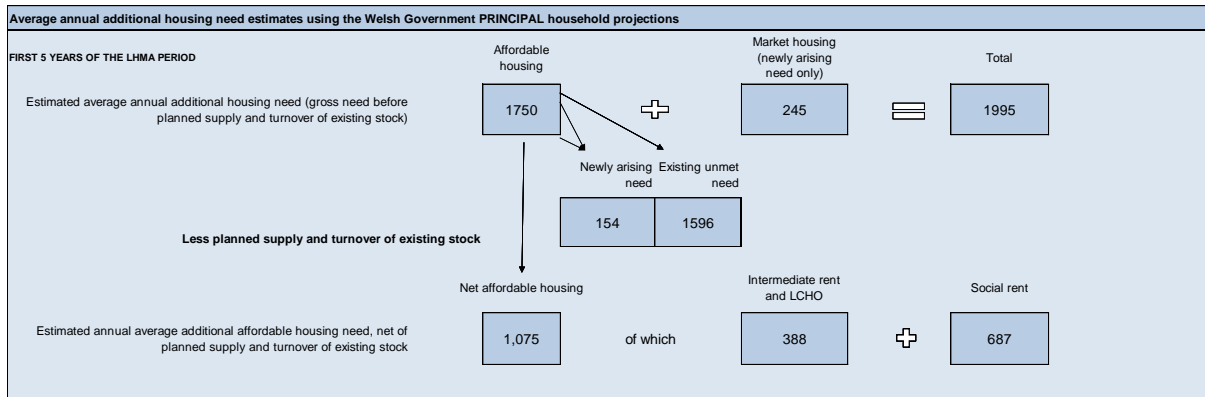 Average annual additional housing need estimates using the Welsh Government PRINCIPAL household projections
FIRST 5 YEARS OF THE LHMA PERIOD
Affordable
housing
Market housing
(newly arising
need only)
Total
Estimated average annual additional housing need (gross need before
planned supply and turnover of existing stock)
1750
245
1995
Newly arising
need
Existing unmet
need
154
1596
Less planned supply and turnover of existing stock
Net affordable housing
Intermediate rent
and LCHO
Social rent
Estimated annual average additional affordable housing need, net of
planned supply and turnover of existing stock
1,075
of which
388
687